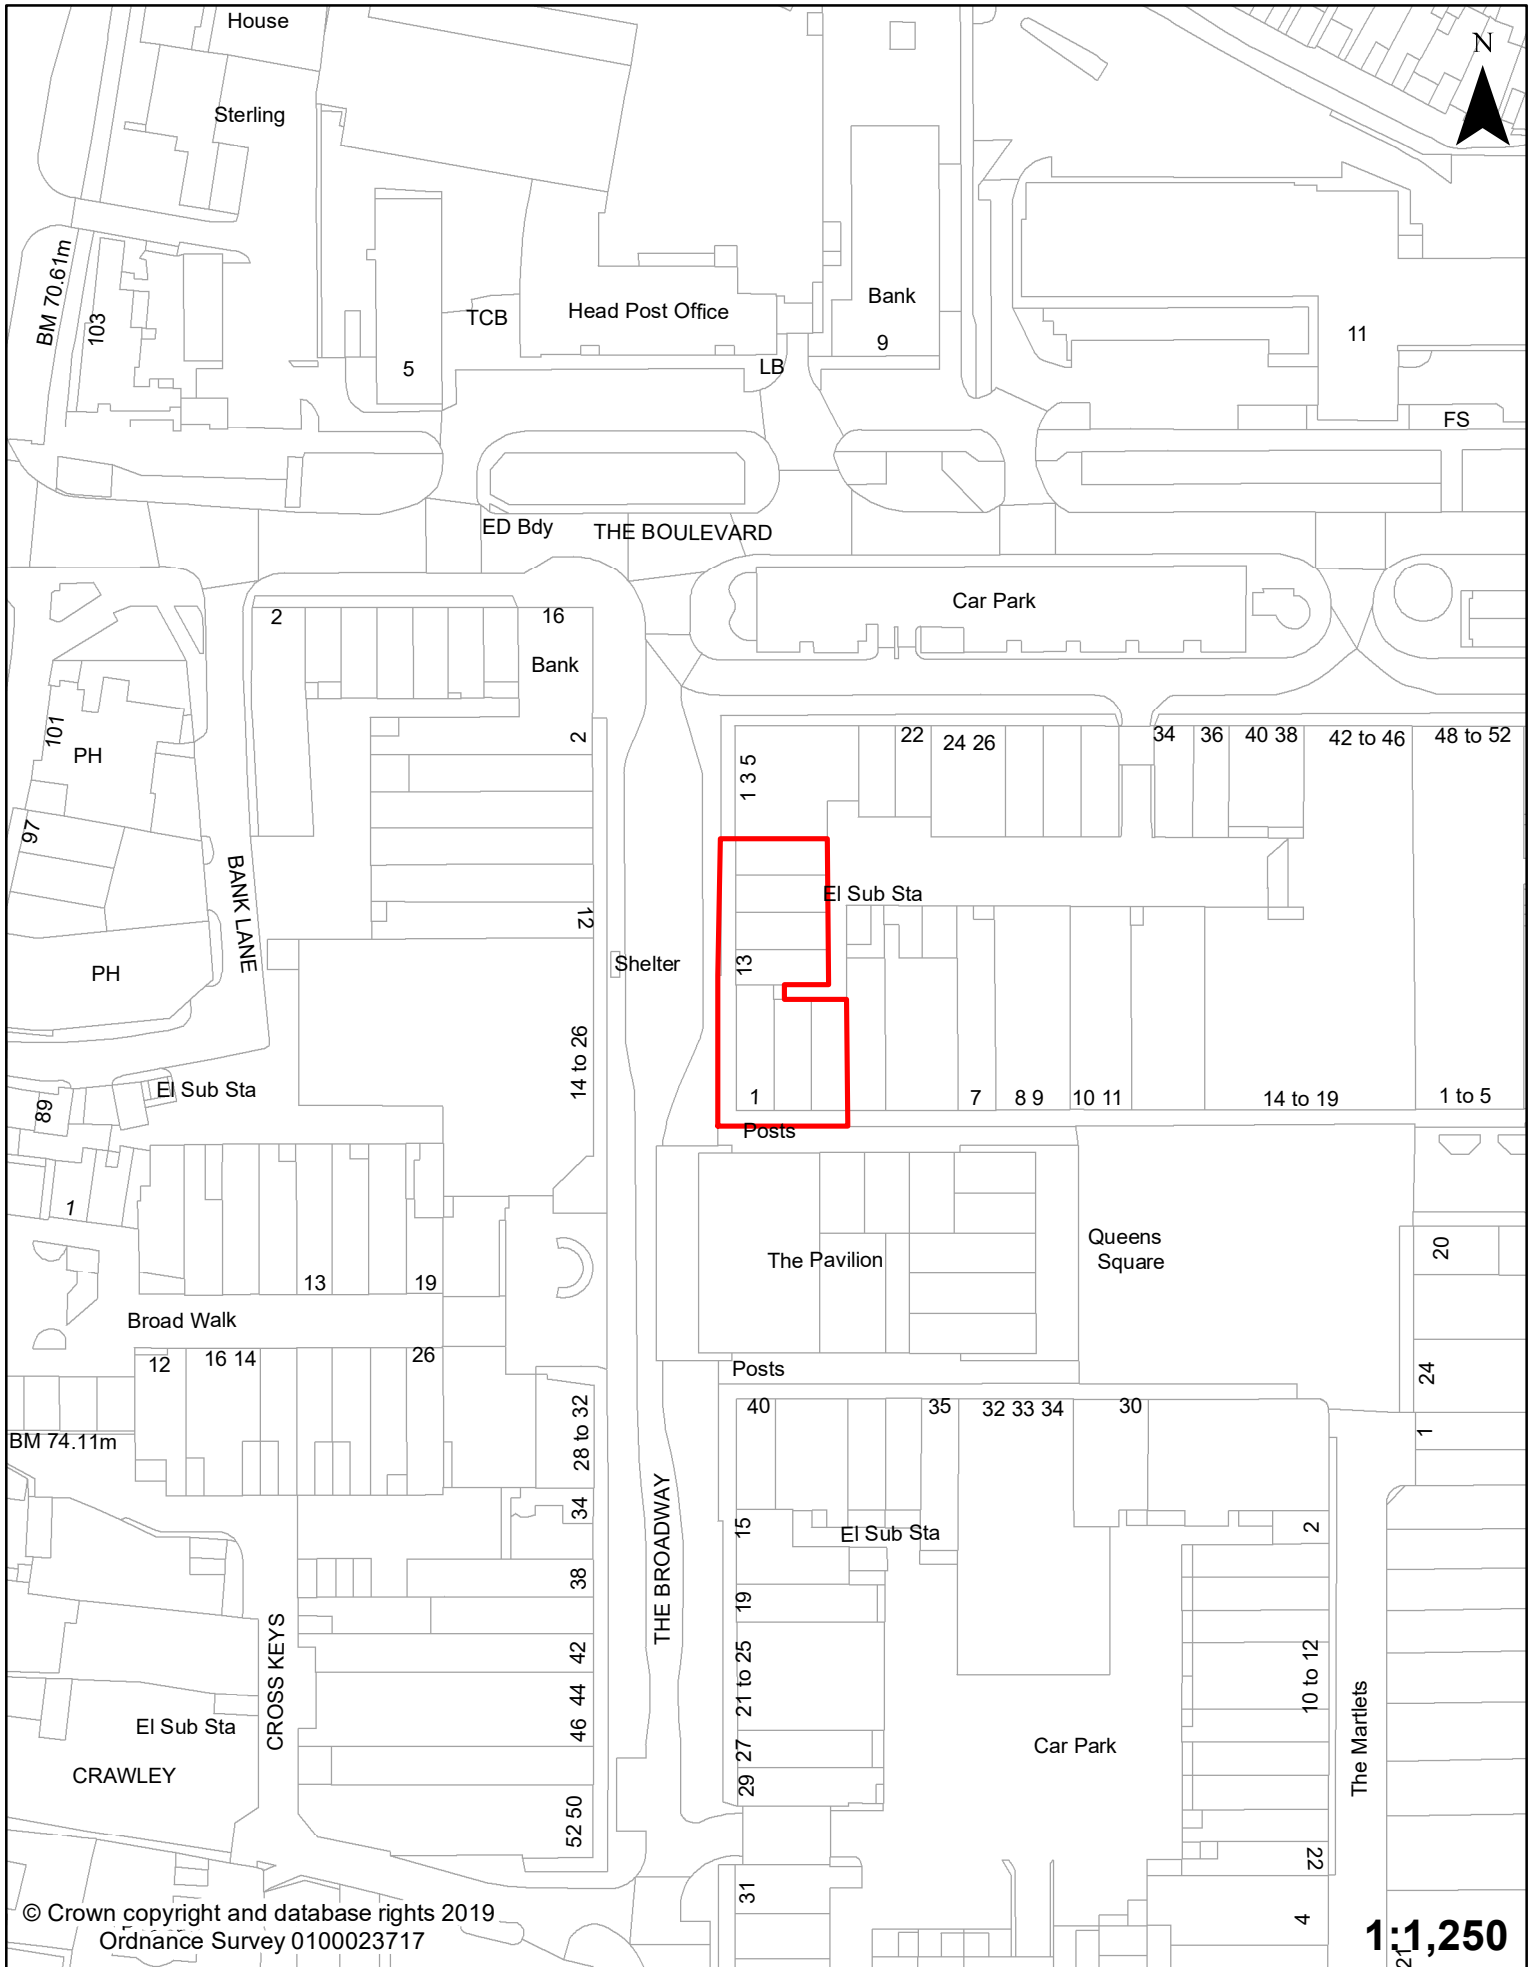 House
N
Sterling
BM 70.61m
103
TCB
Head Post Office
Bank
9
11
5
LB
FS
ED Bdy
THE BOULEVARD
Car Park
2
16
Bank
101
PH
2
1 3 5
22
24 26
34
36
40 38
42 to 46
48 to 52
97
BANK LANE
12
El Sub Sta
PH
Shelter
13
14 to 26
El Sub Sta
89
1
7
8 9
10 11
14 to 19
1 to 5
Posts
1
The Pavilion
Queens
Square
20
13
19
Broad Walk
12
16 14
26
Posts
24
40
35
32 33 34
30
28 to 32
1
BM 74.11m
34
THE BROADWAY
15
El Sub Sta
2
38
19
CROSS KEYS
42
21 to 25
10 to 12
44
El Sub Sta
46
27
Car Park
The Martlets
CRAWLEY
29
52 50
22
31
4
© Crown copyright and database rights 2019
Ordnance Survey 0100023717
1:1,250
21